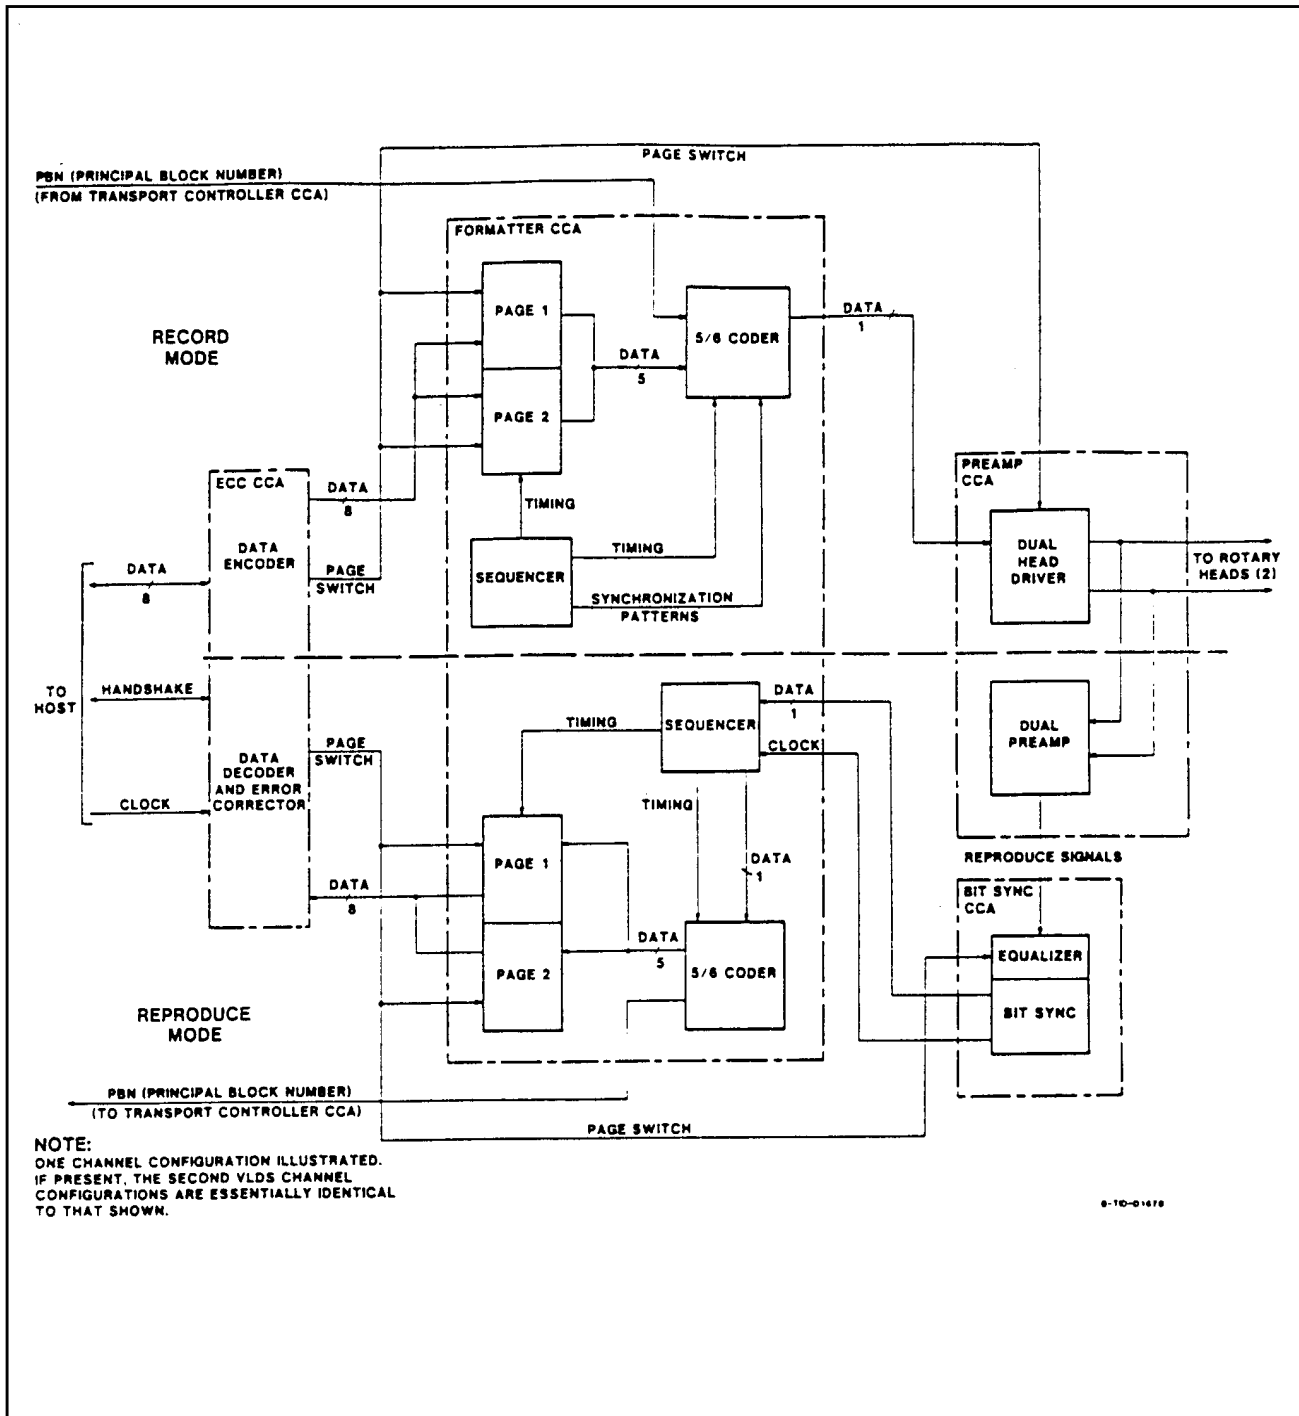 PAGE SWITCH
PBN (PRINCIPAL BLOCK NUMBER)
(FROM TRANSPORT CONTROLLER CCA)
FORMATTER CCA
RECORD
MODE
PAGE 1
PAGE 2
DATA
5
5/6 CODER
DATA
1
ECC CCA
DATA
8
DATA
ENCODER
PAGE
SWITCH
TIMING
SEQUENCER
TIMING
SYNCHRONIZATION
PATTERNS
PREAMP
CCA
DUAL
HEAD
DRIVER
TO ROTARY
HEADS (2)
DATA
8
TO
HOST
HANDSHAKE
CLOCK
DATA
DECODER
AND ERROR
CORRECTOR
PAGE
SWITCH
DATA
8
TIMING
SEQUENCER
DATA
1
CLOCK
TIMING
DATA
1
DUAL
PREAMP
REPRODUCE SIGNALS
PAGE 1
PAGE 2
DATA
5
5/6 CODER
BIT SYNC
CCA
EQUALIZER
BIT SYNC
REPRODUCE
MODE
PBN (PRINCIPAL BLOCK NUMBER)
(TO TRANSPORT CONTROLLER CCA)
PAGE SWITCH
NOTE:
ONE CHANNEL CONFIGURATION ILLUSTRATED.
IF PRESENT, THE SECOND VLDS CHANNEL
CONFIGURATIONS ARE ESSENTIALLY IDENTICAL
TO THAT SHOWN.